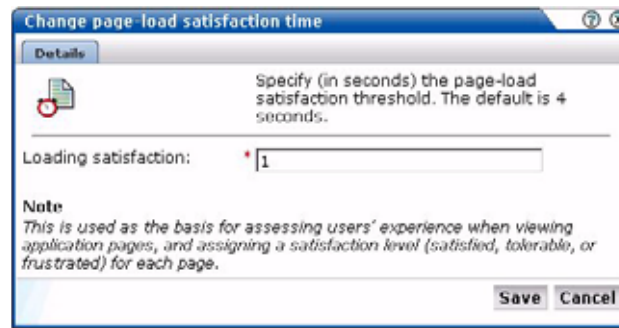 Change page-load satisfaction time
Details
Specify (in seconds) the page-load
satisfaction threshold. The default is 4
seconds.
Loading satisfaction: * 1
Note
This is used as the basis for assessing users' experience when viewing
application pages, and assigning a satisfaction level (satisfied, tolerable, or
frustrated) for each page.
Save Cancel